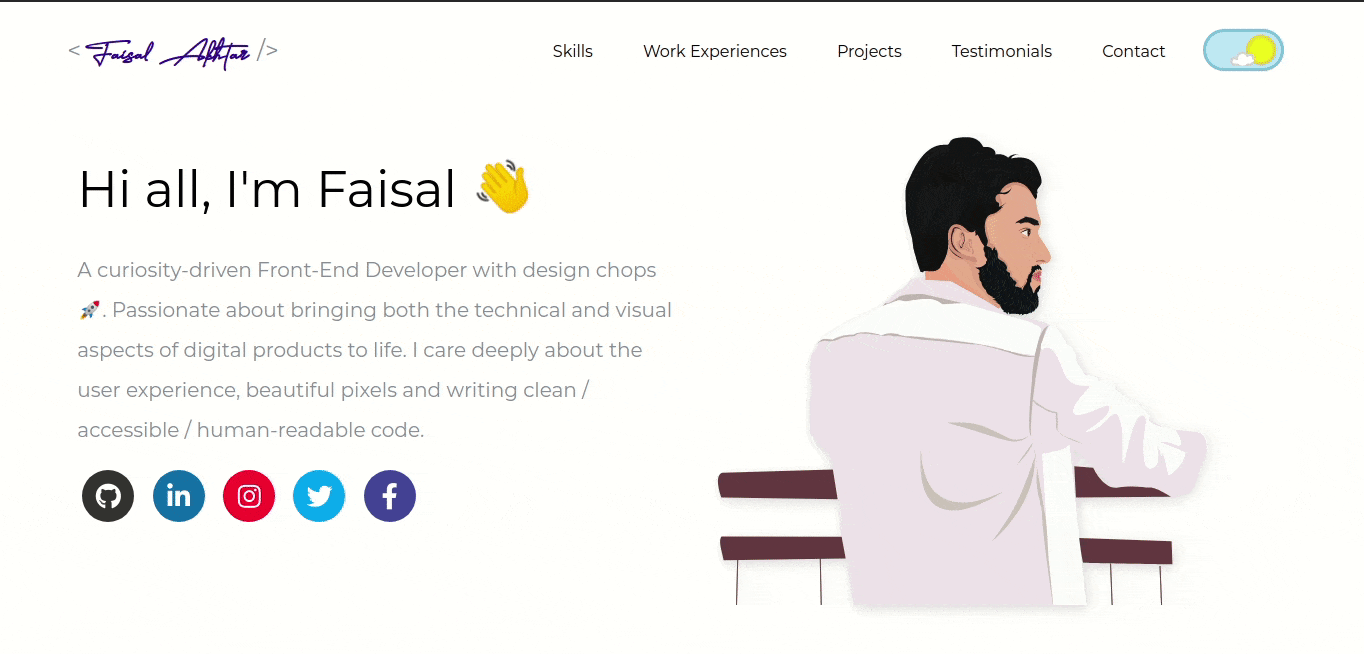 < Faisal Akhtar />
Skills Work Experiences Projects Testimonials Contact
Hi all, I'm Faisal 👋
A curiosity-driven Front-End Developer with design chops
🚀. Passionate about bringing both the technical and visual
aspects of digital products to life. I care deeply about the
user experience, beautiful pixels and writing clean /
accessible / human-readable code.
in